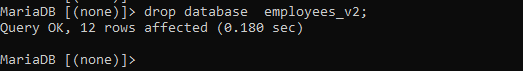 MariaDB [(none)]> drop database  employees_v2;
Query OK, 12 rows affected (0.180 sec)
MariaDB [(none)]>